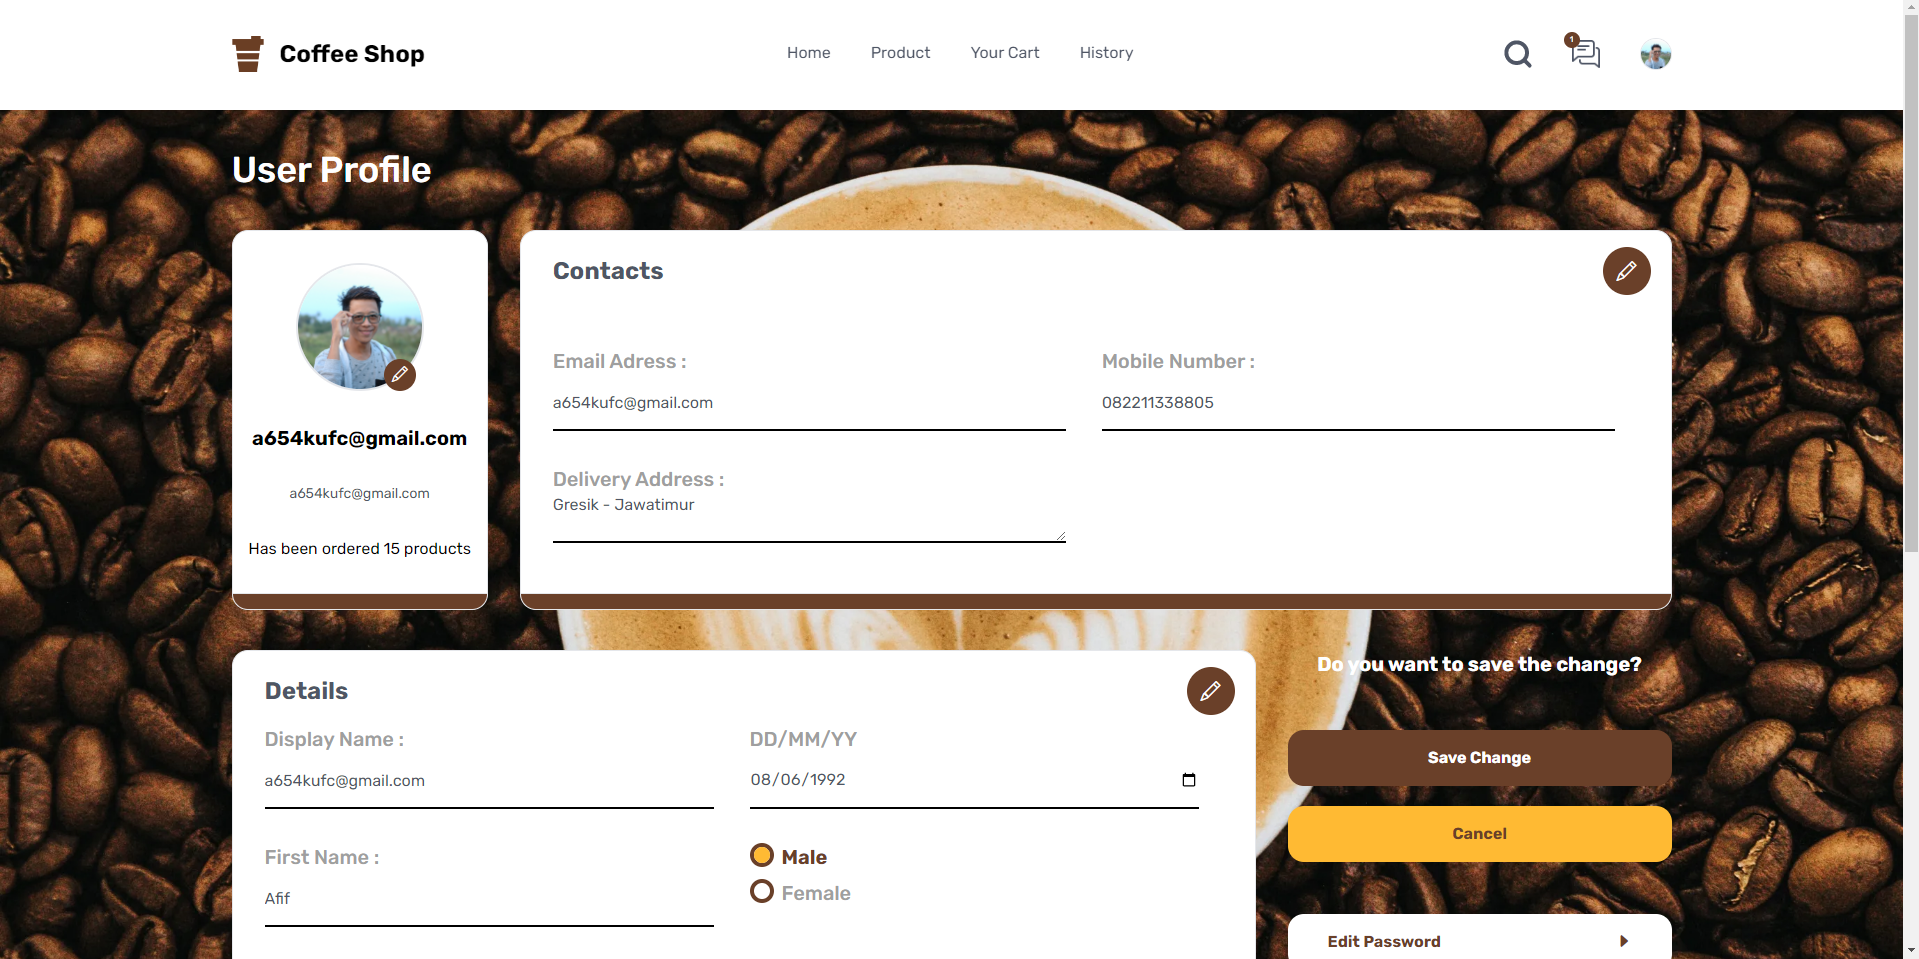 Coffee Shop
Home
Product
Your Cart
History
1
User Profile
a654kufc@gmail.com
a654kufc@gmail.com
Has been ordered 15 products
Contacts
Email Adress :
a654kufc@gmail.com
Mobile Number :
082211338805
Delivery Address :
Gresik - Jawatimur
Details
Display Name :
a654kufc@gmail.com
DD/MM/YY
08/06/1992
First Name :
Afif
Male
Female
Do you want to save the change?
Save Change
Cancel
Edit Password